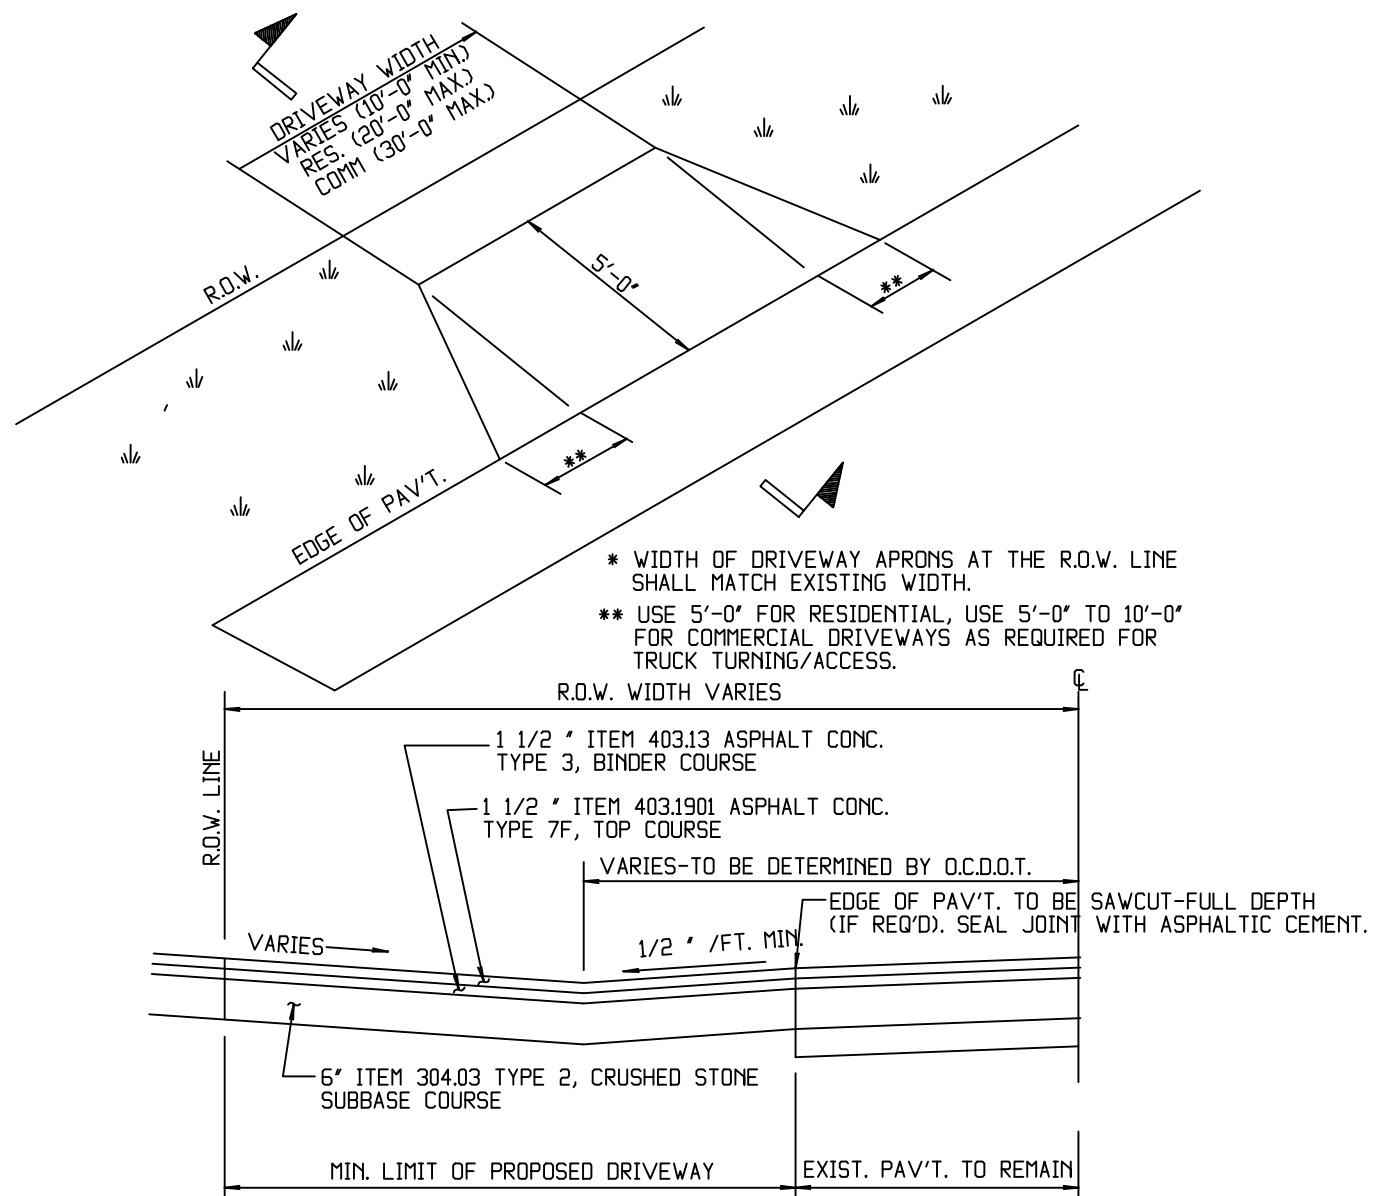 DRIVEWAY WIDTH
VARIES (10'-0" MIN.)
RES. (20'-0" MAX.)
COMM (30'-0" MAX.)
R.O.W.
5'-0"
**
**
EDGE OF PAV'T.
* WIDTH OF DRIVEWAY APRONS AT THE R.O.W. LINE
SHALL MATCH EXISTING WIDTH.
** USE 5'-0" FOR RESIDENTIAL, USE 5'-0" TO 10'-0"
FOR COMMERCIAL DRIVEWAYS AS REQUIRED FOR
TRUCK TURNING/ACCESS.
℄
R.O.W. WIDTH VARIES
R.O.W. LINE
1 1/2 " ITEM 403.13 ASPHALT CONC.
TYPE 3, BINDER COURSE
1 1/2 " ITEM 403.1901 ASPHALT CONC.
TYPE 7F, TOP COURSE
VARIES-TO BE DETERMINED BY O.C.D.O.T.
EDGE OF PAV'T. TO BE SAWCUT-FULL DEPTH
(IF REQ'D). SEAL JOINT WITH ASPHALTIC CEMENT.
VARIES
1/2 " /FT. MIN.
6" ITEM 304.03 TYPE 2, CRUSHED STONE
SUBBASE COURSE
MIN. LIMIT OF PROPOSED DRIVEWAY
EXIST. PAV'T. TO REMAIN